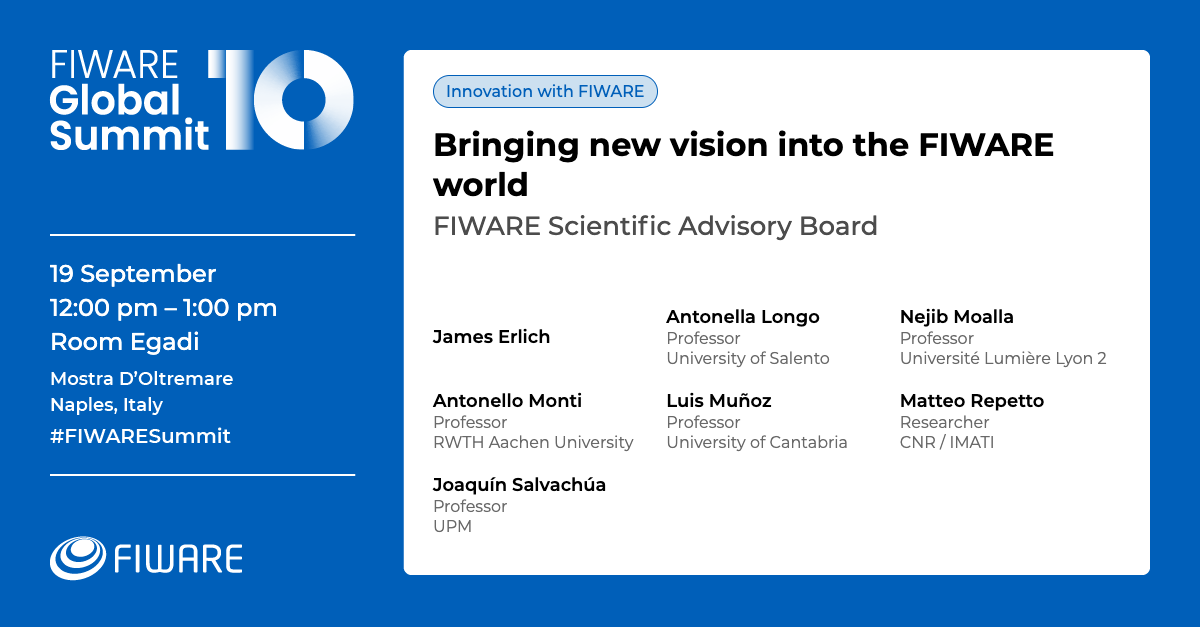 FIWARE
Global
Summit
10
19 September
12:00 pm – 1:00 pm
Room Egadi
Mostra D’Oltremare
Naples, Italy
#FIWARESummit
FIWARE
Innovation with FIWARE
Bringing new vision into the FIWARE
world
FIWARE Scientific Advisory Board
James Erlich
Antonella Longo
Professor
University of Salento
Nejib Moalla
Professor
Université Lumière Lyon 2
Antonello Monti
Professor
RWTH Aachen University
Luis Muñoz
Professor
University of Cantabria
Matteo Repetto
Researcher
CNR / IMATI
Joaquín Salvachúa
Professor
UPM